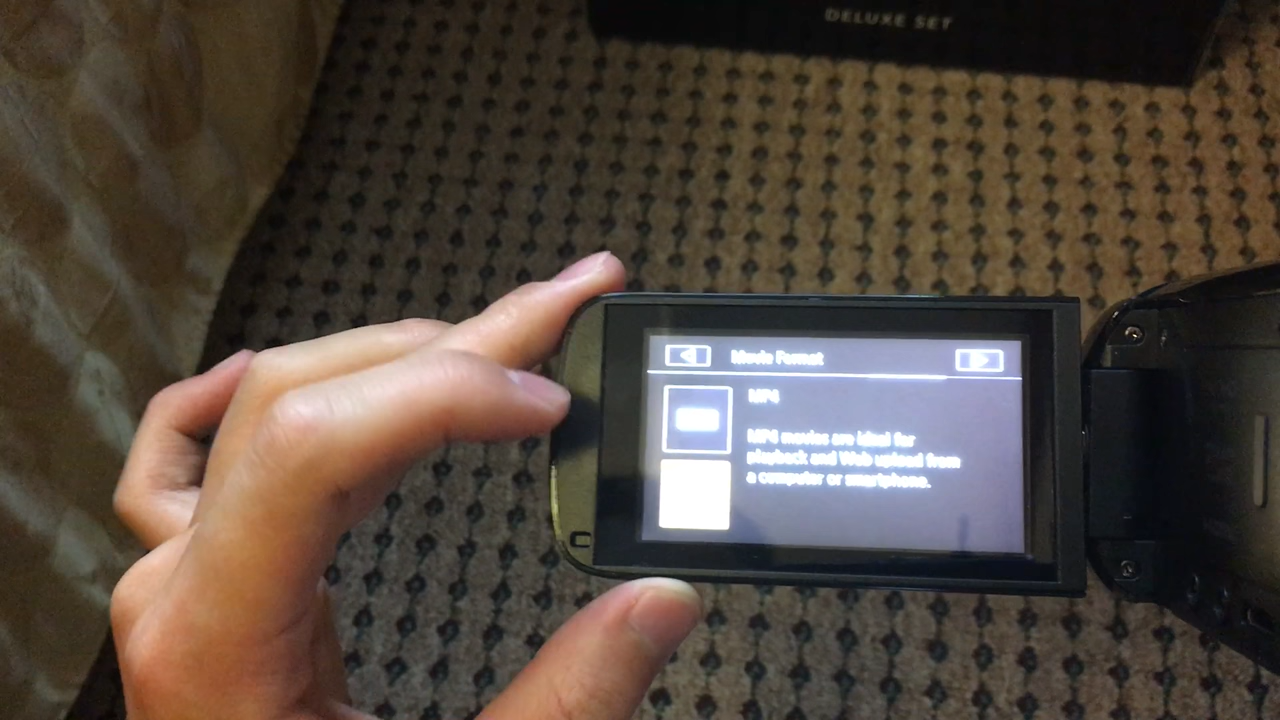 DELUXE SET
Movie Format
MP4
MP4 movies are ideal for
playback and Web upload from
a computer or smartphone.